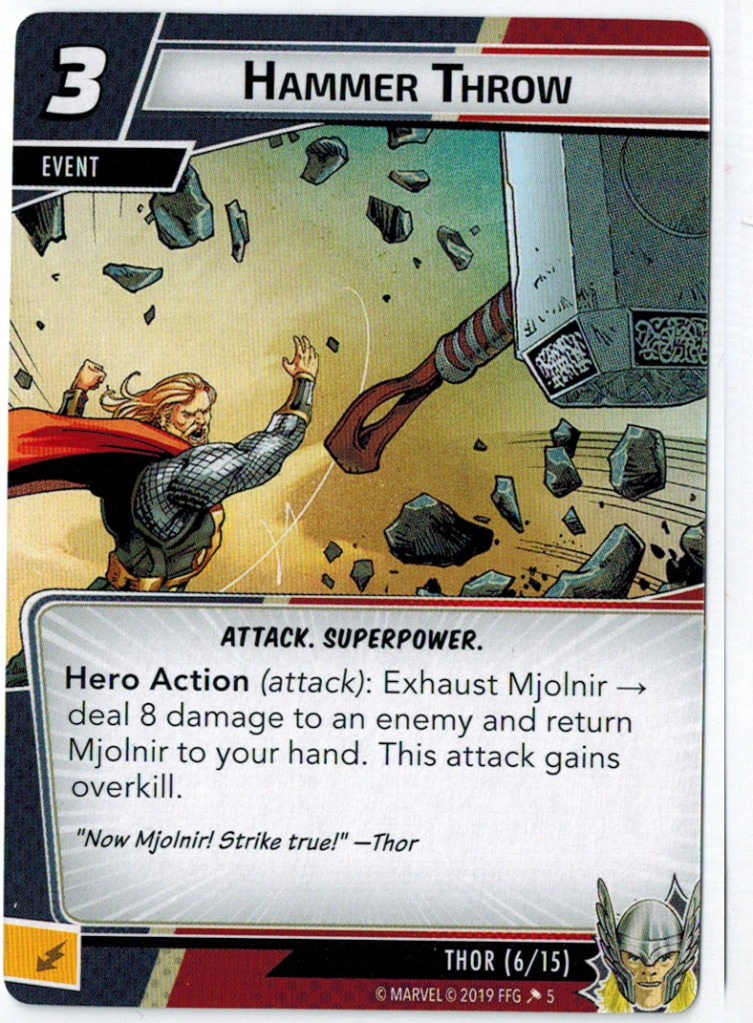 3
HAMMER THROW
EVENT
ATTACK. SUPERPOWER.
Hero Action (attack): Exhaust Mjolnir →
deal 8 damage to an enemy and return
Mjolnir to your hand. This attack gains
overkill.
"Now Mjolnir! Strike true!" —Thor
THOR (6/15)
© MARVEL © 2019 FFG 5